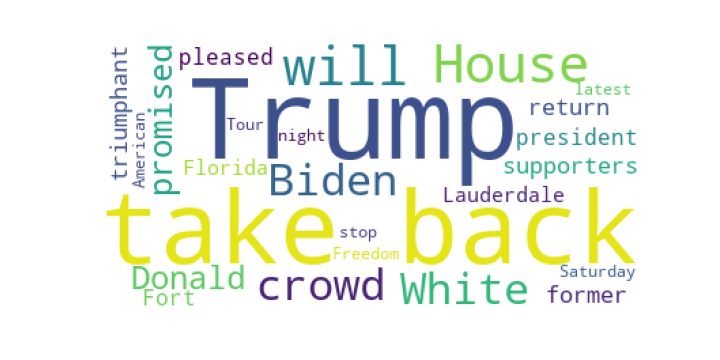 pleased will House
triumphant promised Trump latest
American Tour night return
president
Florida Biden supporters
Lauderdale
take back
stop
Freedom
Donald crowd White Saturday
Fort former